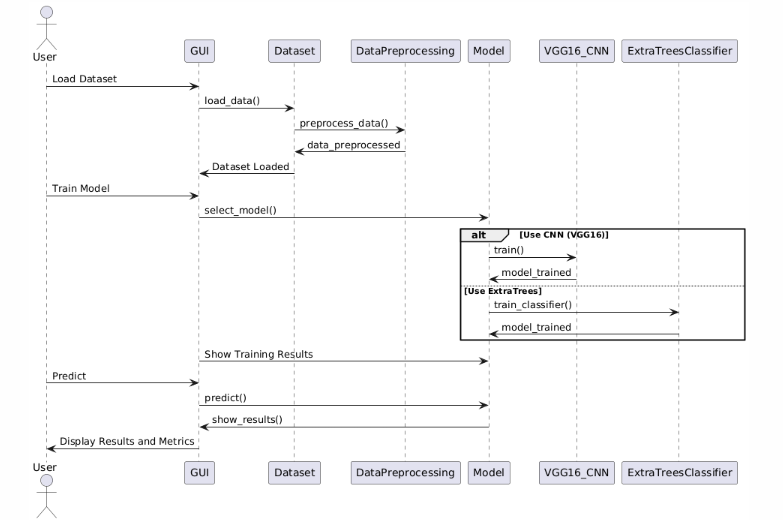 User
GUI
Dataset
DataPreprocessing
Model
VGG16_CNN
ExtraTreesClassifier
Load Dataset
load_data()
preprocess_data()
data_preprocessed
Dataset Loaded
Train Model
select_model()
alt
[Use CNN (VGG16)]
train()
model_trained
[Use ExtraTrees]
train_classifier()
model_trained
Show Training Results
Predict
predict()
show_results()
Display Results and Metrics
User
GUI
Dataset
DataPreprocessing
Model
VGG16_CNN
ExtraTreesClassifier